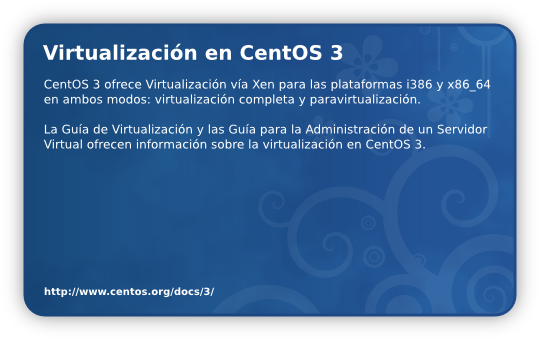 Virtualización en CentOS 3
CentOS 3 ofrece Virtualización vía Xen para las plataformas i386 y x86_64
en ambos modos: virtualización completa y paravirtualización.
La Guía de Virtualización y las Guía para la Administración de un Servidor
Virtual ofrecen información sobre la virtualización en CentOS 3.
http://www.centos.org/docs/3/